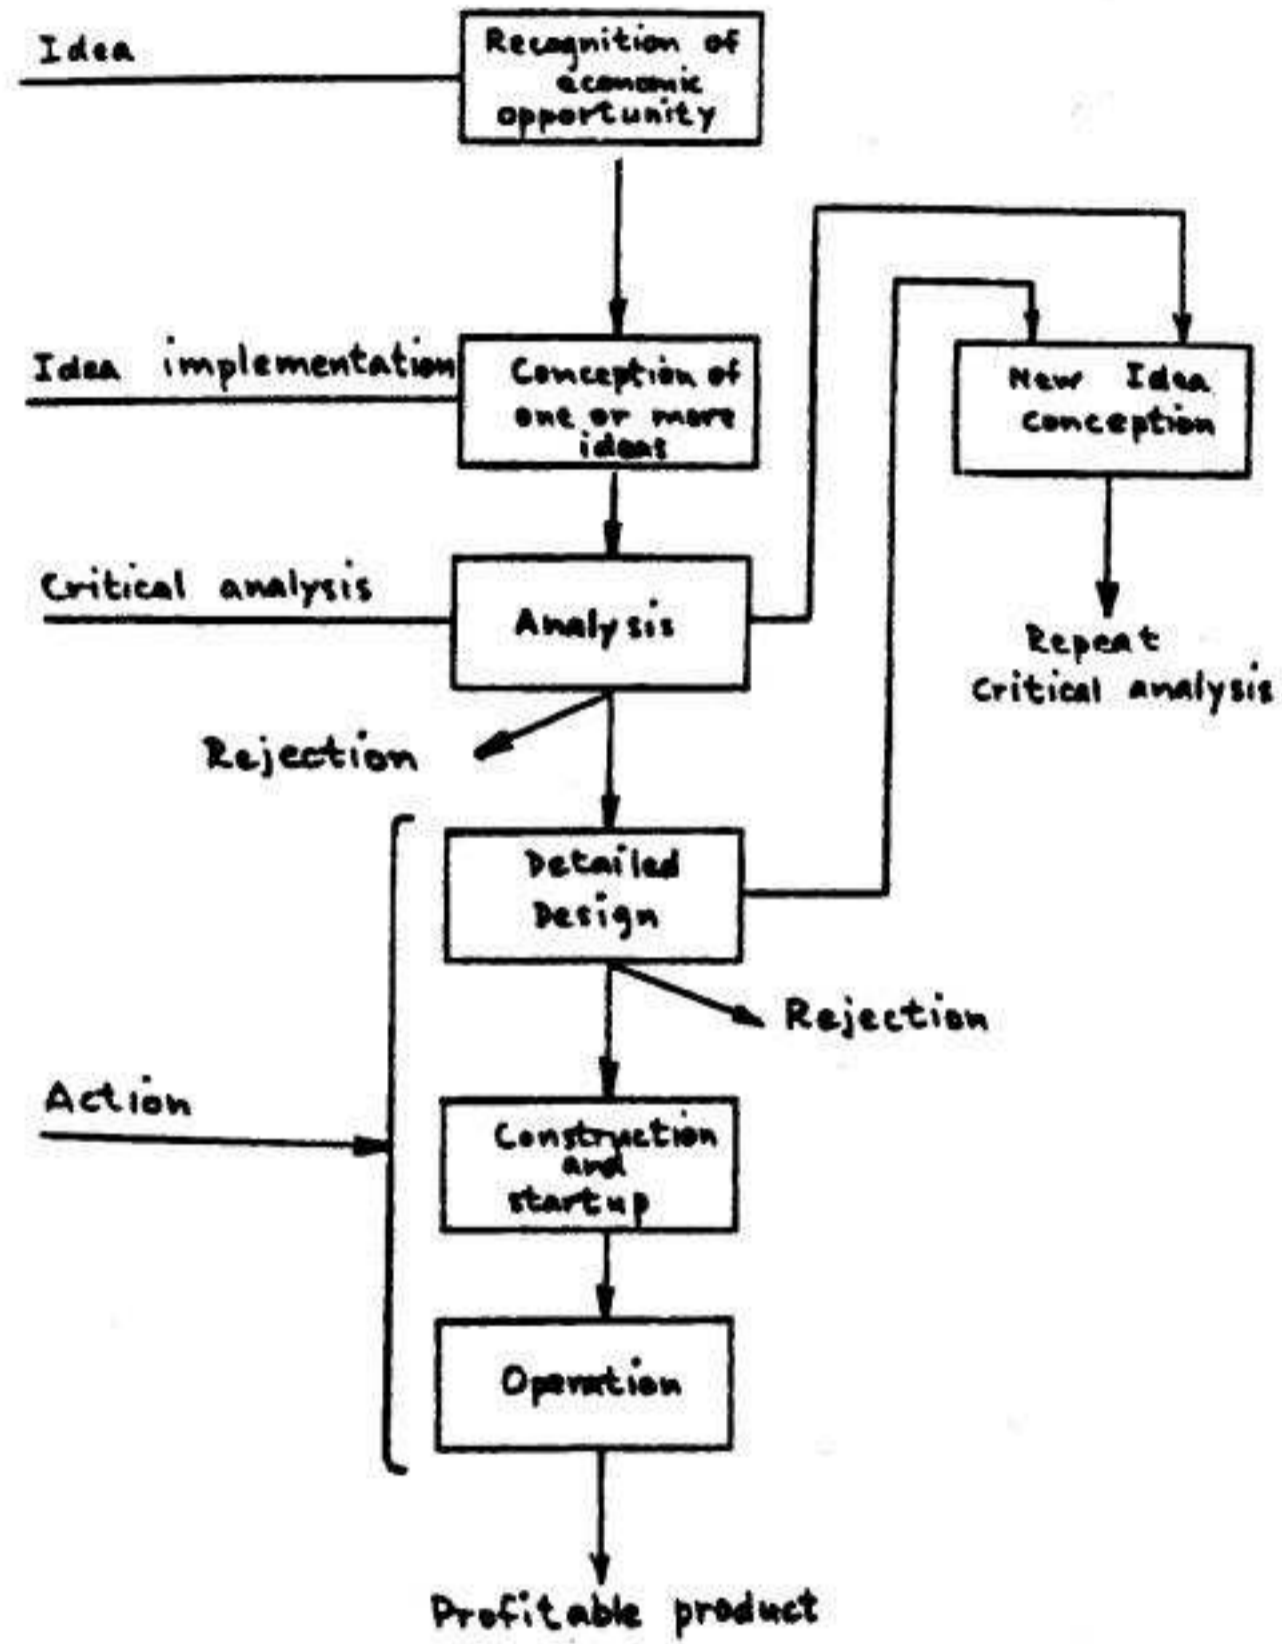 Idea
Recognition of
economic
opportunity
Idea implementation
Conception of
one or more
ideas
New Idea
conception
Critical analysis
Analysis
Repeat
Critical analysis
Rejection
Detailed
Design
Rejection
Action
Construction
and
startup
Operation
Profitable product